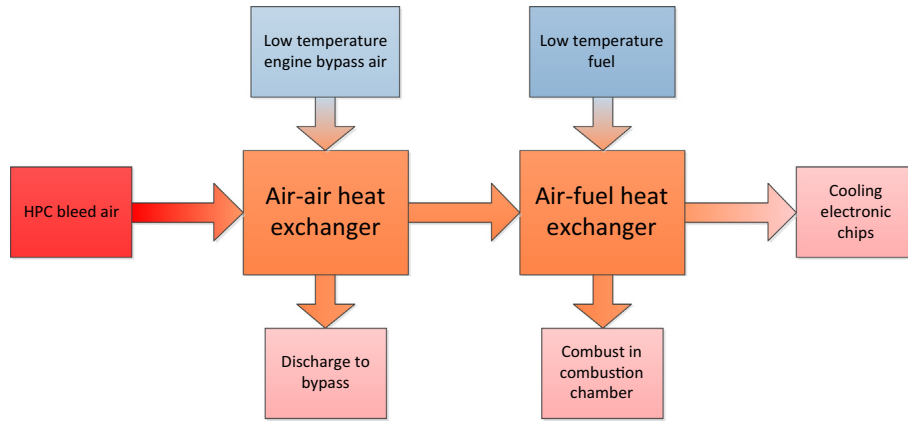 Low temperature
engine bypass air
Low temperature
fuel
HPC bleed air
Air-air heat
exchanger
Air-fuel heat
exchanger
Cooling
electronic
chips
Discharge to
bypass
Combust in
combustion
chamber